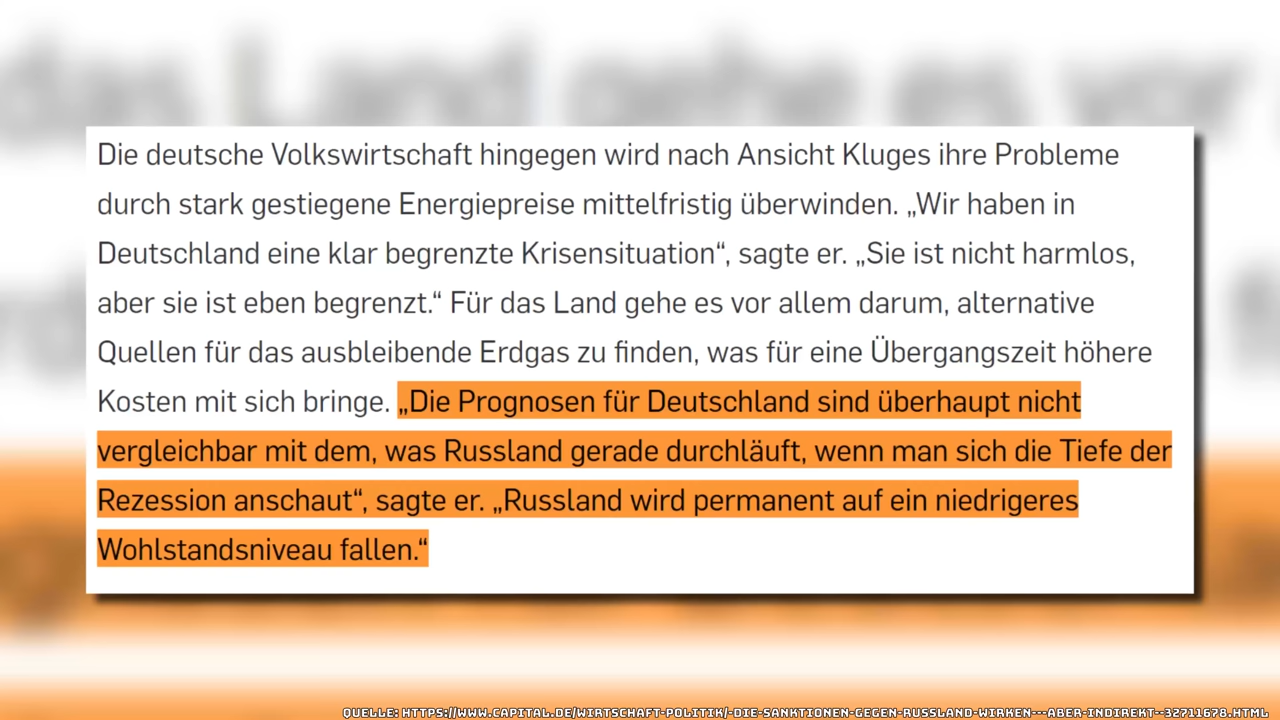 das Land gehe es vor
Die deutsche Volkswirtschaft hingegen wird nach Ansicht Kluges ihre Probleme
durch stark gestiegene Energiepreise mittelfristig überwinden. „Wir haben in
Deutschland eine klar begrenzte Krisensituation“, sagte er. „Sie ist nicht harmlos,
aber sie ist eben begrenzt.“ Für das Land gehe es vor allem darum, alternative
Quellen für das ausbleibende Erdgas zu finden, was für eine Übergangszeit höhere
Kosten mit sich bringe. „Die Prognosen für Deutschland sind überhaupt nicht
vergleichbar mit dem, was Russland gerade durchläuft, wenn man sich die Tiefe der
Rezession anschaut“, sagte er. „Russland wird permanent auf ein niedrigeres
Wohlstandsniveau fallen.“
QUELLE: HTTPS://WWW.CAPITAL.DE/WIRTSCHAFT-POLITIK/-DIE-SANKTIONEN-GEGEN-RUSSLAND-WIRKEN---ABER-INDIREKT--32711678.HTML